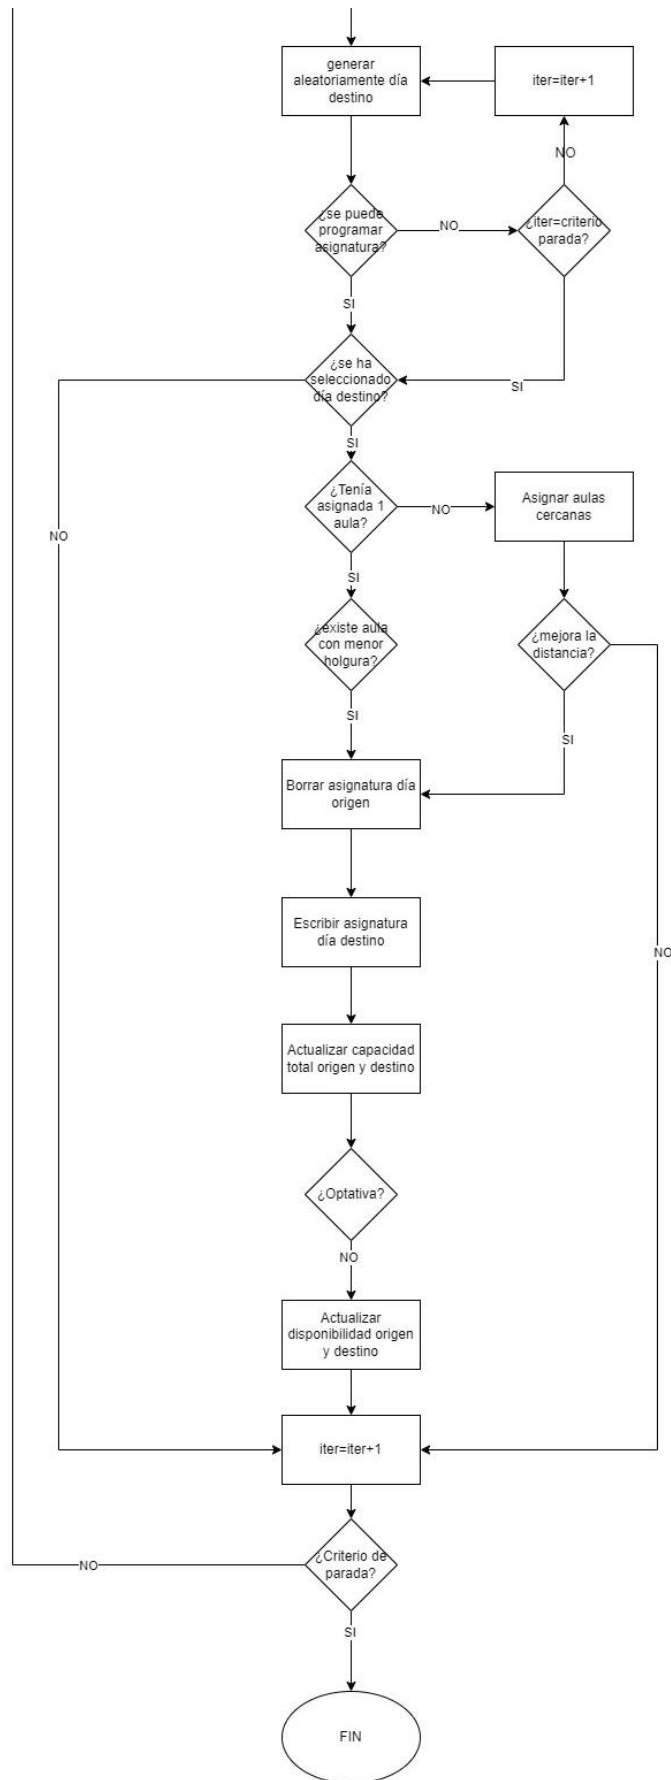 generar
aleatoriamente día
destino
iter=iter+1
NO
¿se puede
programar
asignatura?
NO
¿iter=criterio
parada?
SI
¿se ha
seleccionado
día destino?
SI
SI
¿Tenía
asignada 1
aula?
NO
Asignar aulas
cercanas
NO
SI
¿existe aula
con menor
holgura?
¿mejora la
distancia?
SI
SI
Borrar asignatura día
origen
Escribir asignatura
día destino
NO
Actualizar capacidad
total origen y destino
¿Optativa?
NO
Actualizar
disponibilidad origen
y destino
iter=iter+1
¿Criterio de
parada?
NO
SI
FIN